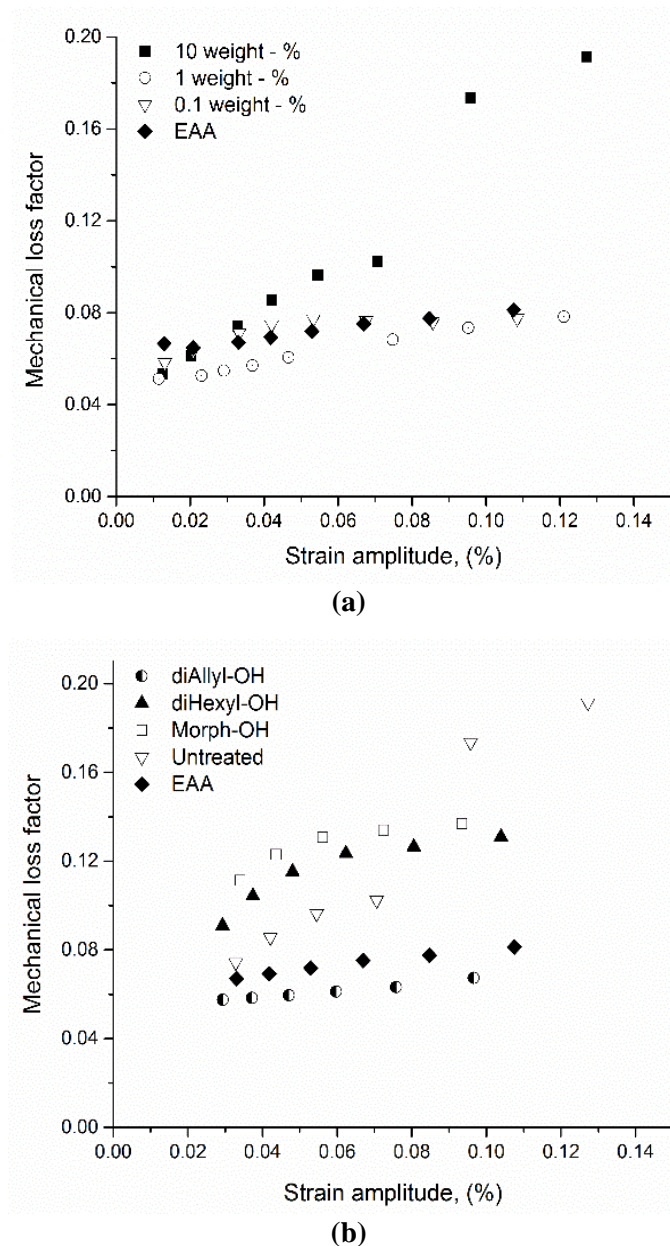 0.20
10 weight - %
1 weight - %
0.1 weight - %
EAA
0.16
0.12
0.08
0.04
0.00
Mechanical loss factor
0.00 0.02 0.04 0.06 0.08 0.10 0.12 0.14
Strain amplitude, (%)
(a)
diAllyl-OH
0.20
diHexyl-OH
Morph-OH
Untreated
EAA
0.16
0.12
0.08
0.04
0.00
Mechanical loss factor
0.00 0.02 0.04 0.06 0.08 0.10 0.12 0.14
Strain amplitude, (%)
(b)